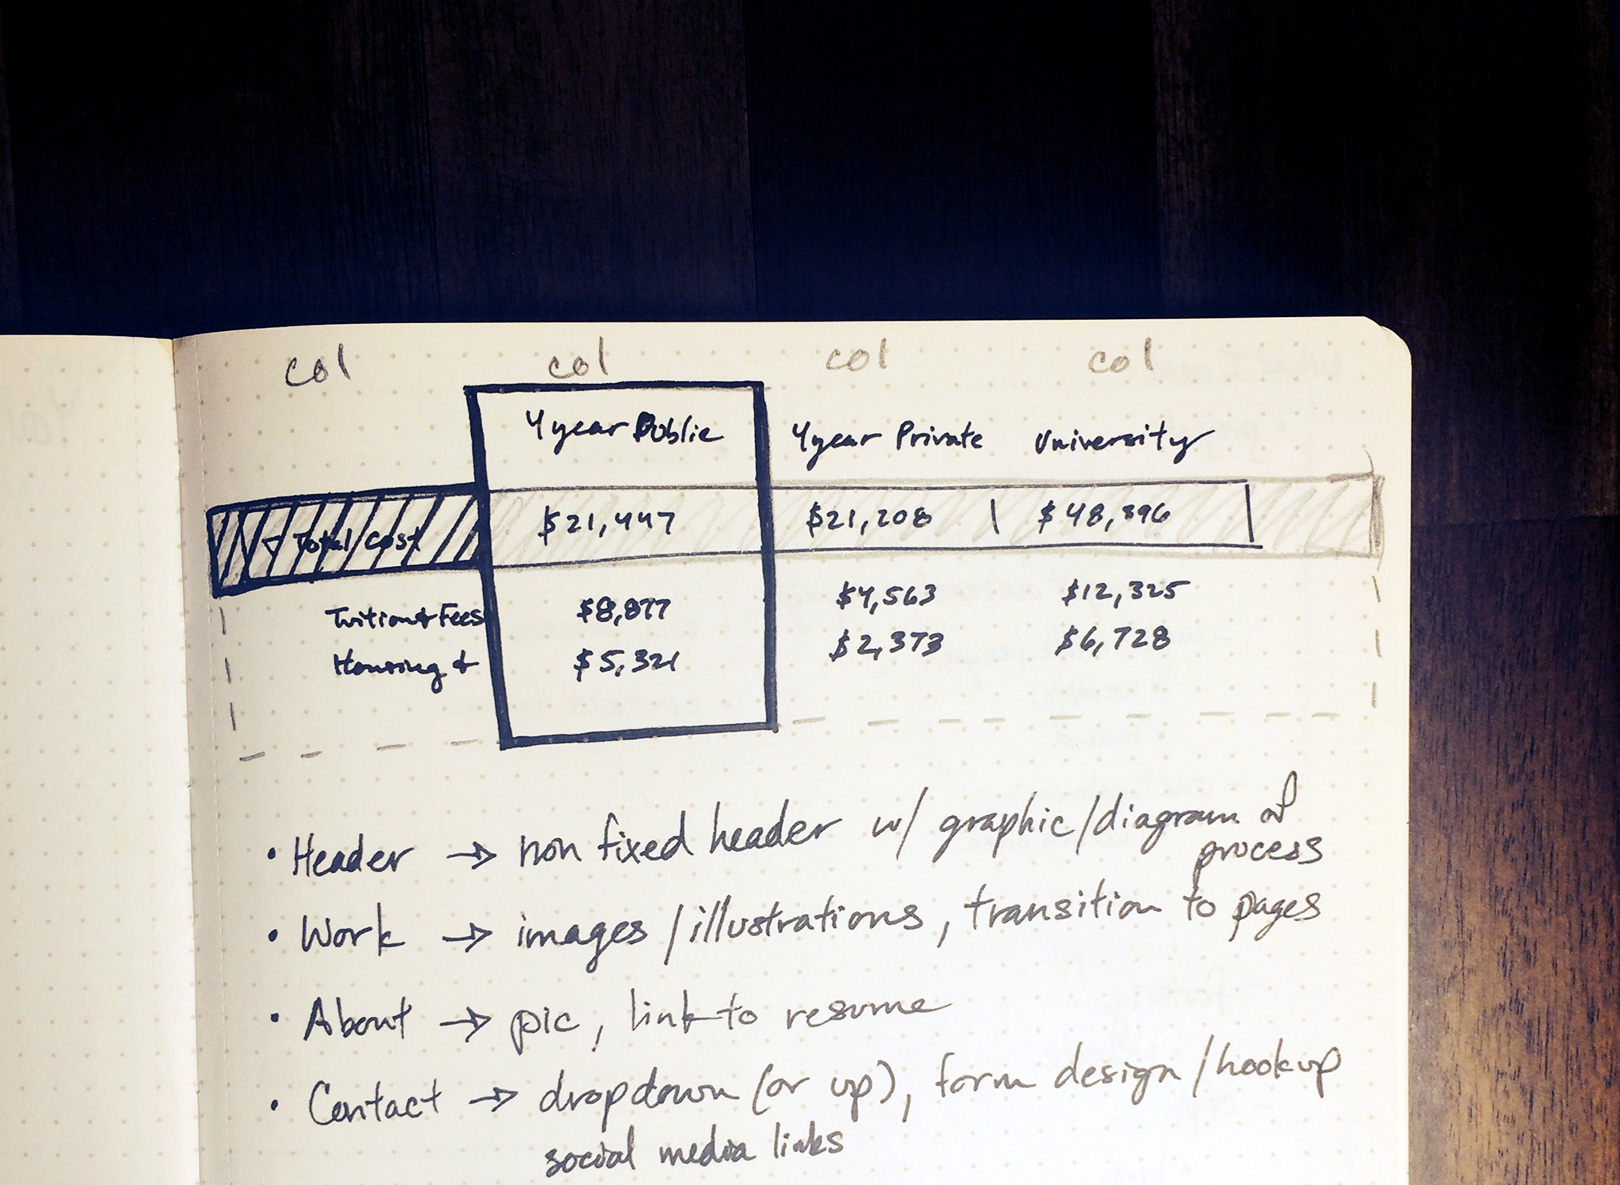 col col col col
4 year Public 4 year Private University
Total cost $21,447 $21,208 $48,896
Tuition & Fees $8,877 $4,563 $12,325
Housing & $5,321 $2,373 $6,728
• Header → non fixed header w/ graphic/diagram of
process
• Work → images/illustrations, transition to pages
• About → pic, link to resume
• Contact → dropdown (or up), form design/hookup
social media links